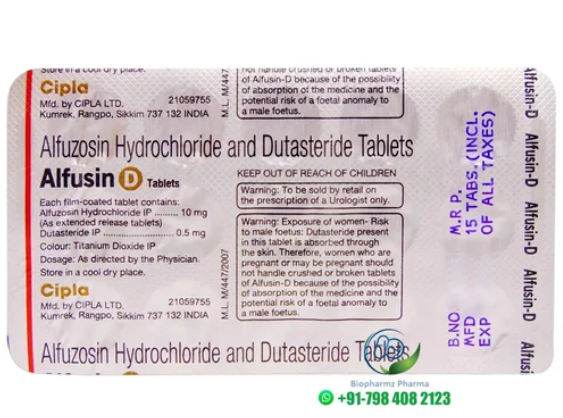 Store in a cool dry place.
Cipla
Mfd. by CIPLA LTD. 21059755
Kumrek, Rangpo, Sikkim 737 132 INDIA
M.L. M/447
not handle crushed or broken tablets
of Alfusin-D because of the possibility
of absorption of the medicine and the
potential risk of a foetal anomaly to
a male foetus.
Alfuzosin Hydrochloride and Dutasteride Tablets
Alfusin D Tablets
Each film-coated tablet contains:
Alfuzosin Hydrochloride IP ......... 10 mg
(As extended release tablets)
Dutasteride IP ........................... 0.5 mg
Colour: Titanium Dioxide IP
Dosage: As directed by the Physician.
Store in a cool dry place.
Cipla
Mfd. by CIPLA LTD. 21059755
Kumrek, Rangpo, Sikkim 737 132 INDIA
M.L. M/447/2007
KEEP OUT OF REACH OF CHILDREN
Warning: To be sold by retail on
the prescription of a Urologist only.
Warning: Exposure of women- Risk
to male foetus: Dutasteride present
in this tablet is absorbed through
the skin. Therefore, women who are
pregnant or may be pregnant should
not handle crushed or broken tablets
of Alfusin-D because of the possibility
of absorption of the medicine and the
potential risk of a foetal anomaly to
a male foetus.
Alfuzosin Hydrochloride and Dutasteride Tablets
M.R.P.
15 TABS. (INCL.
OF ALL TAXES)
B.NO
MFD
EXP
Alfusin-D Alfusin-D Alfusin-D Alfusin-D Alfusi
Biopharmz Pharma
+91-798 408 2123